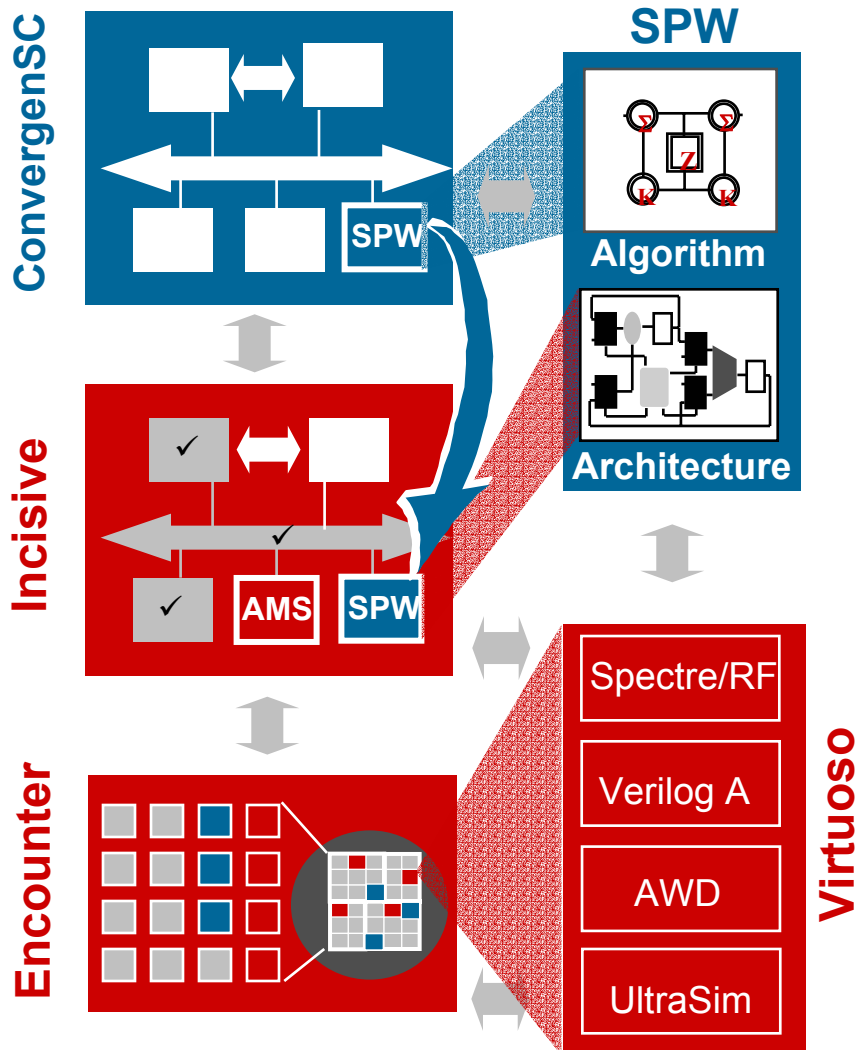 ConvergenSC
SPW
SPW
Σ
Σ
Z
K
K
Algorithm
Architecture
Incisive
✓
✓
✓
AMS
SPW
Encounter
Virtuoso
Spectre/RF
Verilog A
AWD
UltraSim